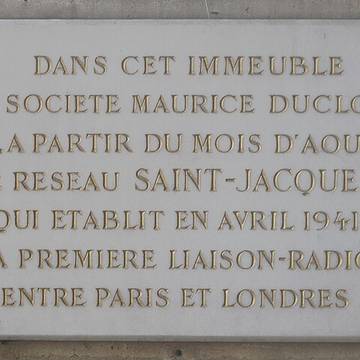 DANS CET IMMEUBLE
SOCIETE MAURICE DUCLO
A PARTIR DU MOIS D'AOU
RESEAU SAINT-JACQUE
QUI ETABLIT EN AVRIL 1941
A PREMIERE LIAISON-RADIO
ENTRE PARIS ET LONDRES